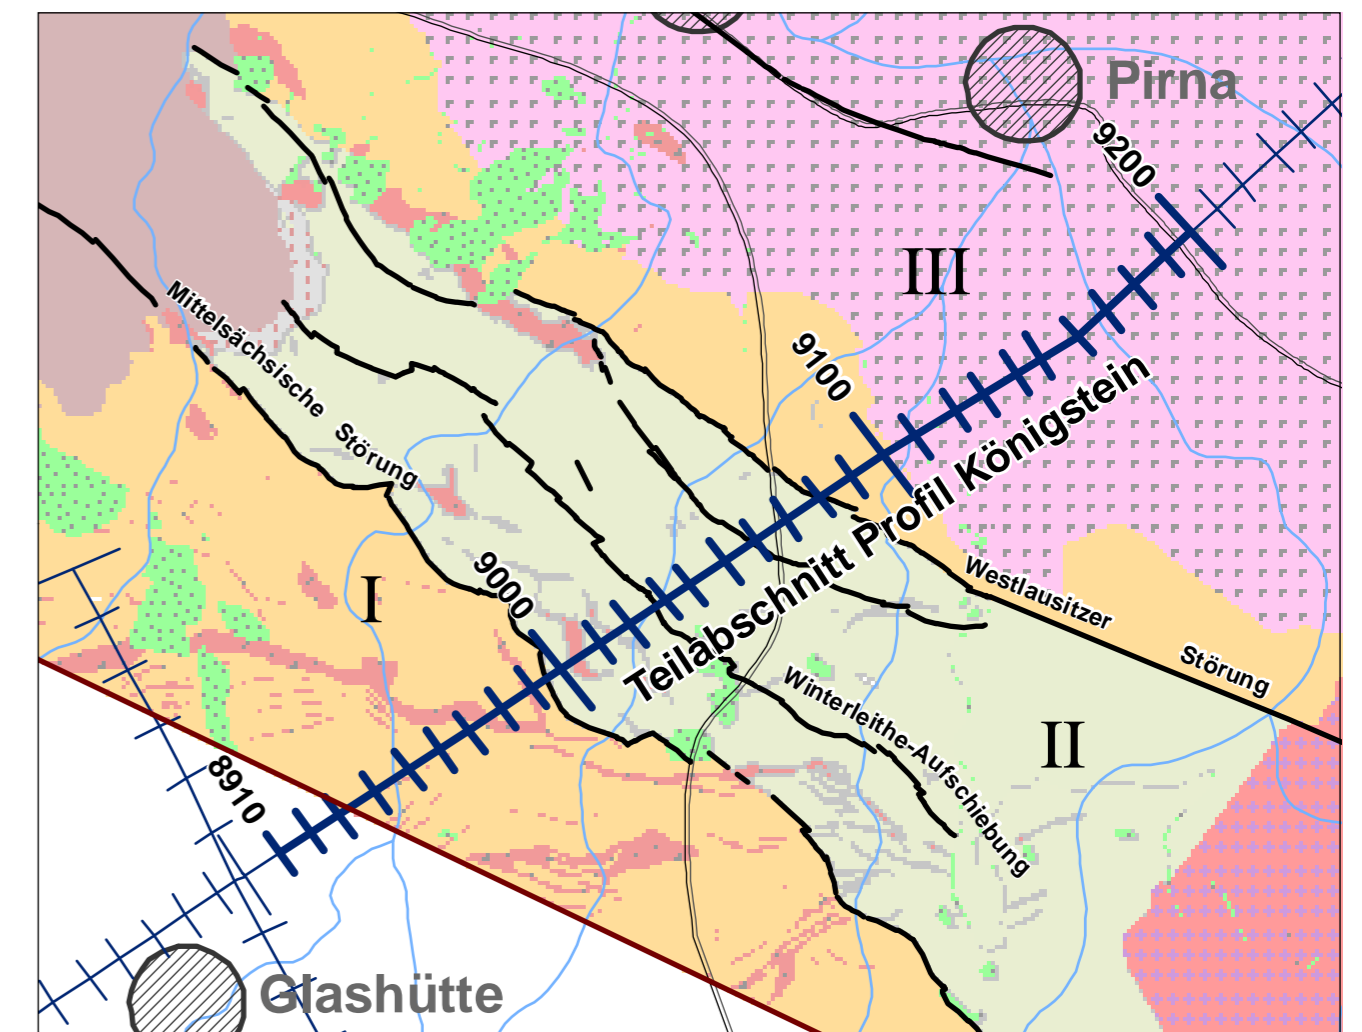 Pirna
9200
III
Mittelsächsische Störung
9100
Teilabschnitt Profil Königstein
I
9000
Westlausitzer Störung
Winterleithe-Aufschiebung
II
8910
Glashütte